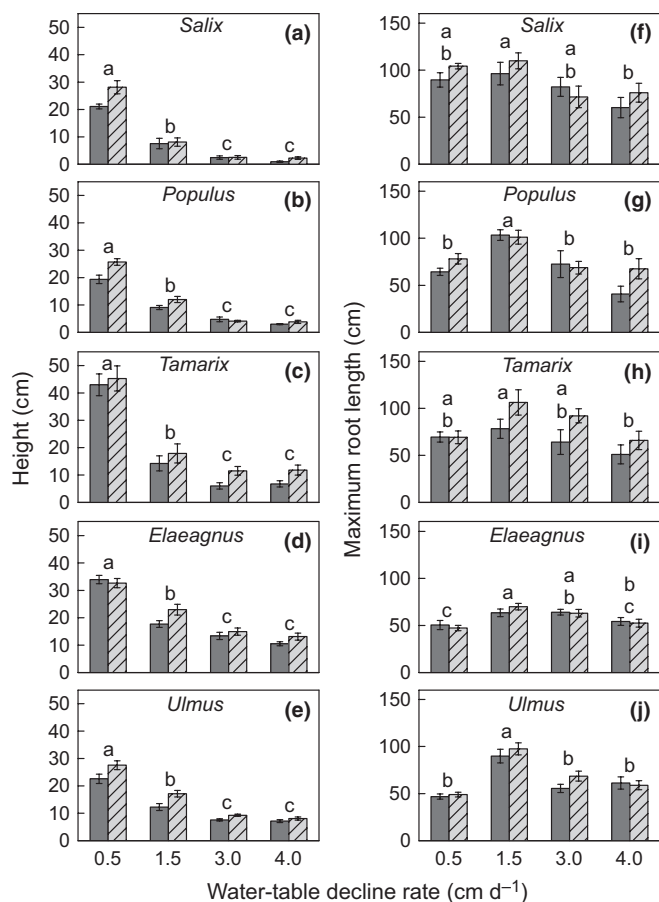 Salix (a)
50
40
a
30
20
b
10
c c
0
Populus (b)
50
40
30
a
20
b
10
c c
0
Tamarix (c)
50
a
40
30
20
b
c c
10
0
Elaeagnus (d)
50
40
a
30
b
20
c c
10
0
Ulmus (e)
50
40
a
30
20
b
10
c c
0
0.5 1.5 3.0 4.0
Height (cm)
Salix (f)
150
a b
a
a b
b
100
50
0
Populus (g)
150
b a b b
100
50
0
Tamarix (h)
150
a b
a
a b
b
100
50
0
Elaeagnus (i)
150
c
a
a b
b c
100
50
0
Ulmus (j)
150
b a b b
100
50
0
0.5 1.5 3.0 4.0
Maximum root length (cm)
Water-table decline rate (cm d⁻¹)